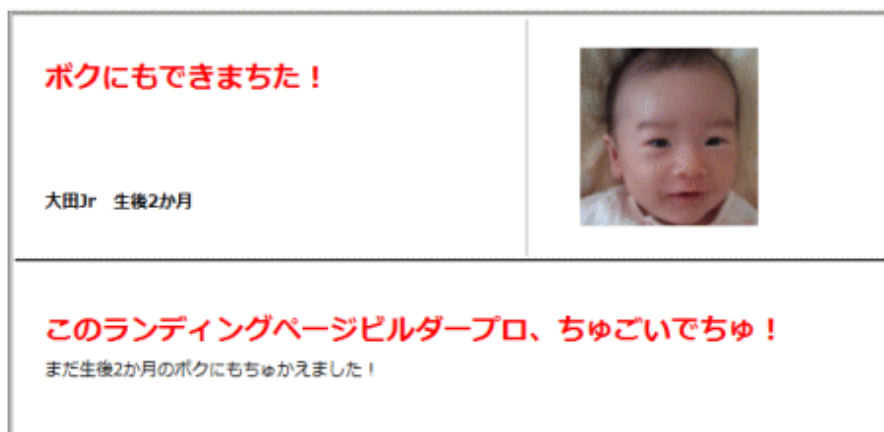 ボクにもできまちた！
大田Jr　生後2か月
このランディングページビルダープロ、ちゅごいでちゅ！
まだ生後2か月のボクにもちゅかえました！